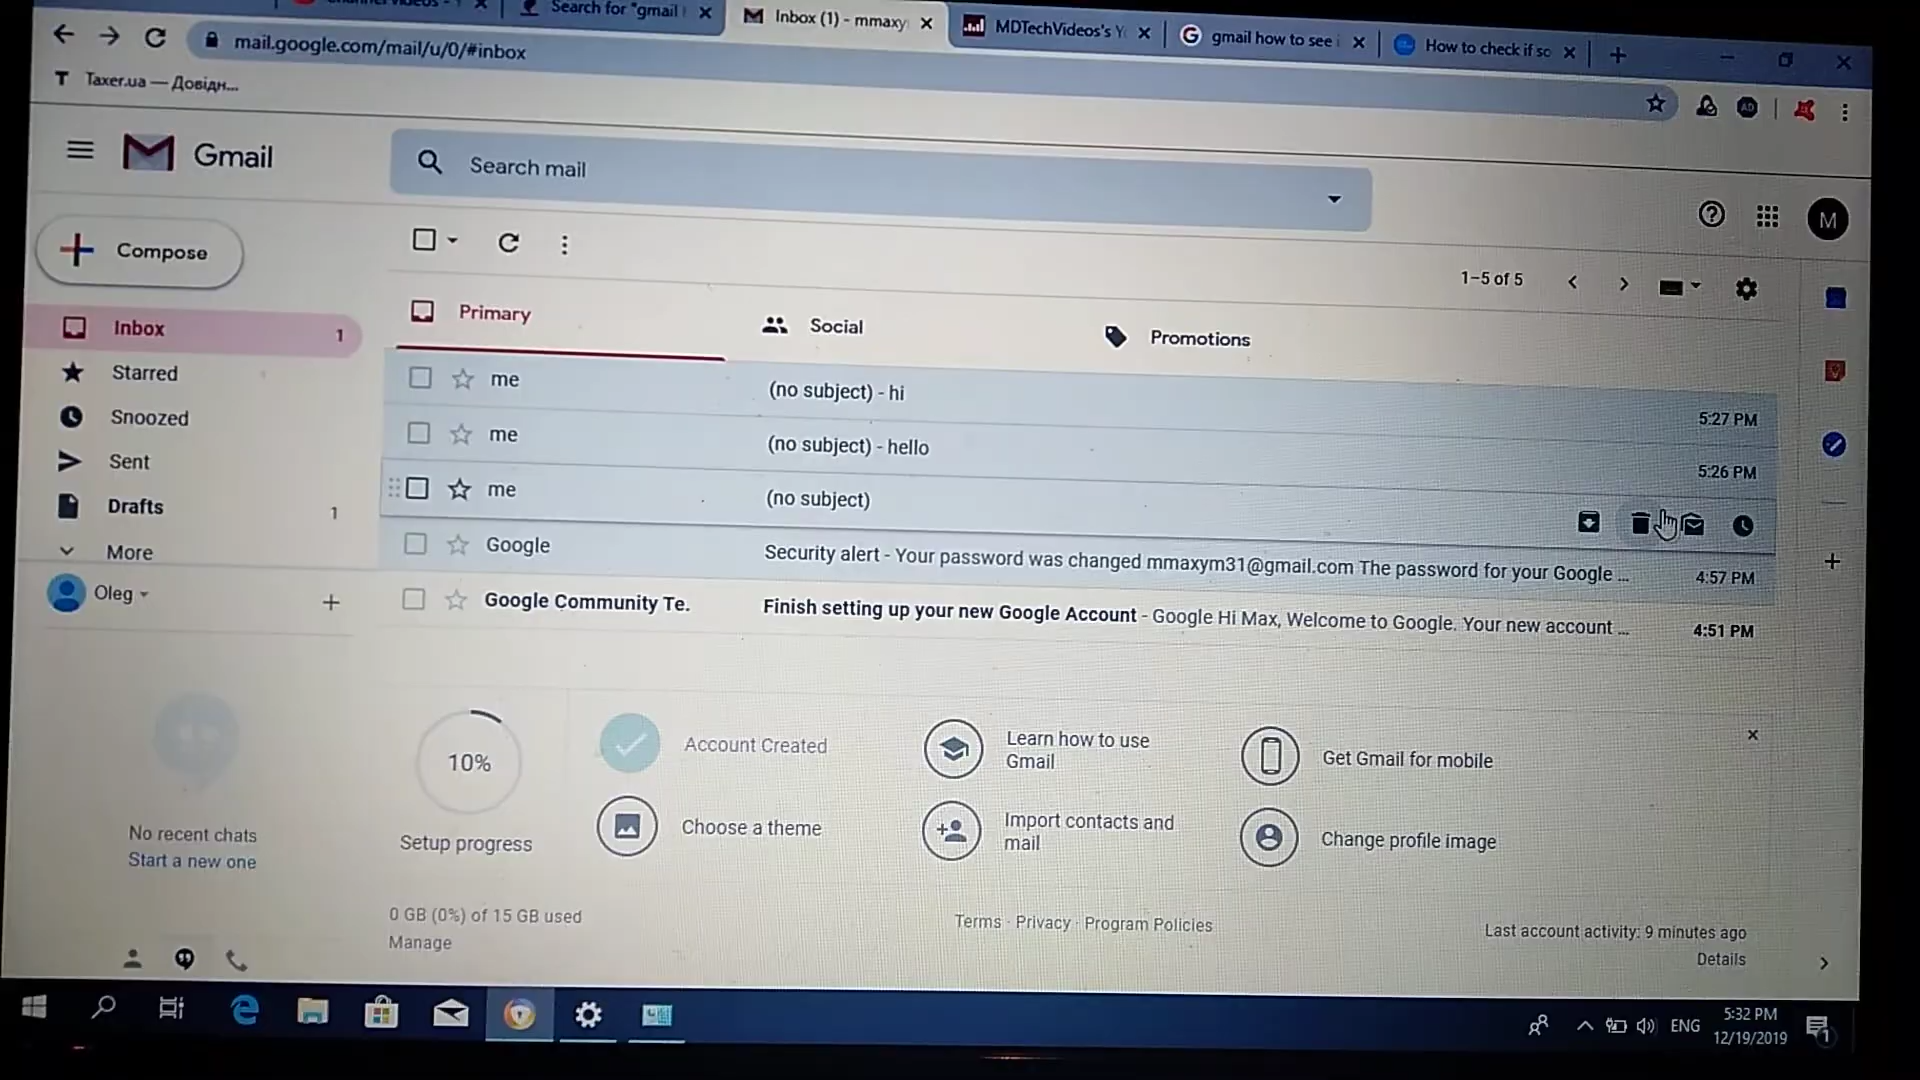 Search for "gmail
Inbox (1) - mmaxy
MDTechVideos's Y
gmail how to see i
How to check if so
mail.google.com/mail/u/0/#inbox
T Taxer.ua — Довідн...
AD
Gmail
Search mail
M
Compose
1–5 of 5
Primary
Social
Promotions
Inbox 1
Starred
Snoozed
Sent
Drafts 1
More
me (no subject) - hi 5:27 PM
me (no subject) - hello 5:26 PM
me (no subject)
Google Security alert - Your password was changed mmaxym31@gmail.com The password for your Google ... 4:57 PM
Google Community Te. Finish setting up your new Google Account - Google Hi Max, Welcome to Google. Your new account ... 4:51 PM
Oleg
No recent chats
Start a new one
10%
Setup progress
Account Created
Learn how to use
Gmail
Get Gmail for mobile
Choose a theme
Import contacts and
mail
Change profile image
0 GB (0%) of 15 GB used
Manage
Terms · Privacy · Program Policies
Last account activity: 9 minutes ago
Details
ENG
5:32 PM
12/19/2019
1